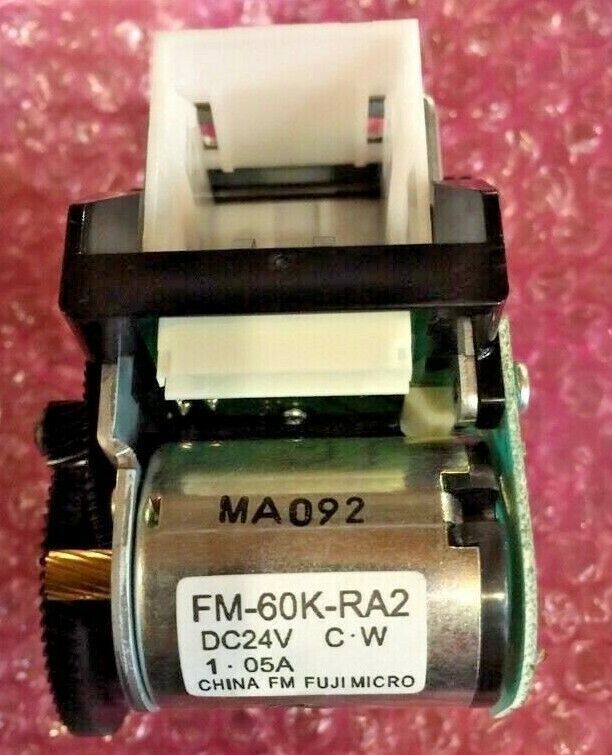 MA092
FM-60K-RA2
DC24V C·W
1·05A
CHINA FM FUJI MICRO